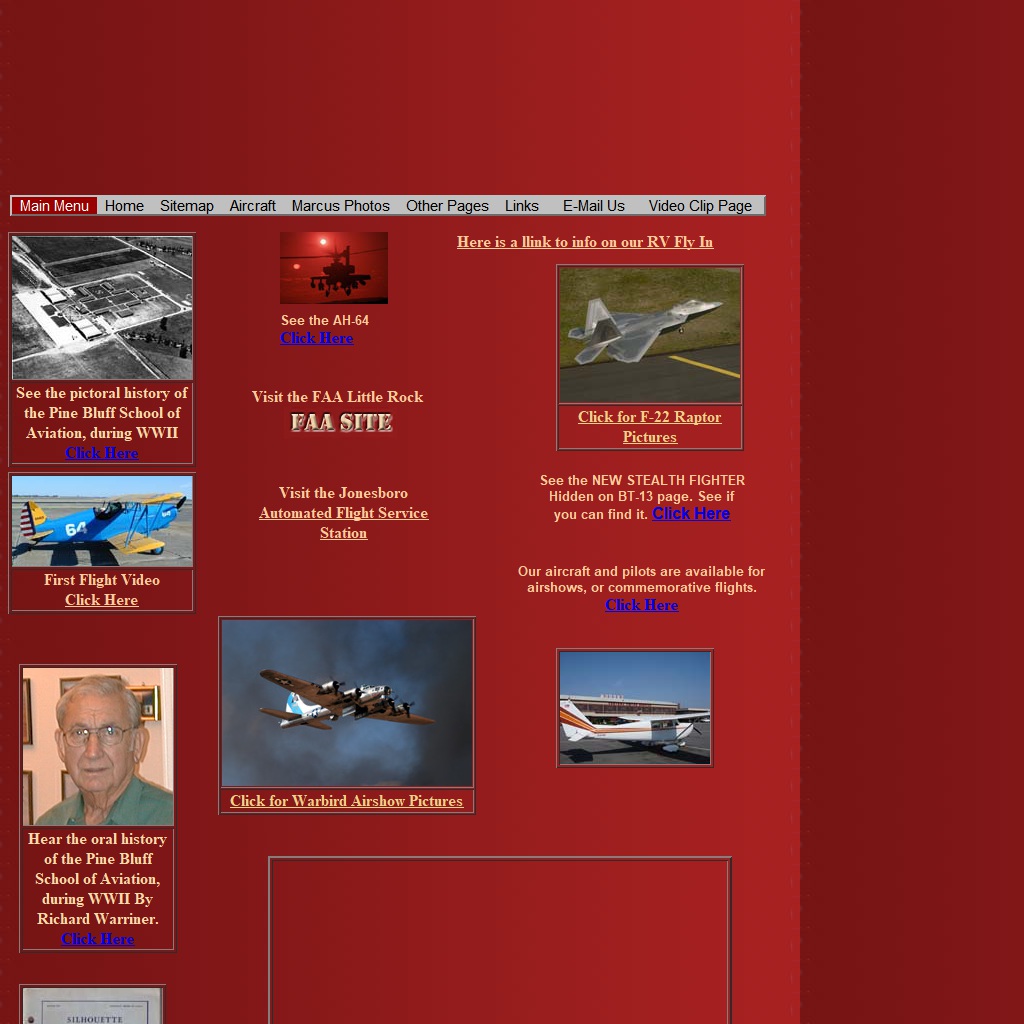 Main Menu Home Sitemap Aircraft Marcus Photos Other Pages Links E-Mail Us Video Clip Page
See the pictoral history of
the Pine Bluff School of
Aviation, during WWII
Click Here
64
First Flight Video
Click Here
Hear the oral history
of the Pine Bluff
School of Aviation,
during WWII By
Richard Warriner.
Click Here
SILHOUETTE
See the AH-64
Click Here
Visit the FAA Little Rock
FAA SITE
Visit the Jonesboro
Automated Flight Service
Station
Click for Warbird Airshow Pictures
Here is a llink to info on our RV Fly In
Click for F-22 Raptor
Pictures
See the NEW STEALTH FIGHTER
Hidden on BT-13 page. See if
you can find it. Click Here
Our aircraft and pilots are available for
airshows, or commemorative flights.
Click Here